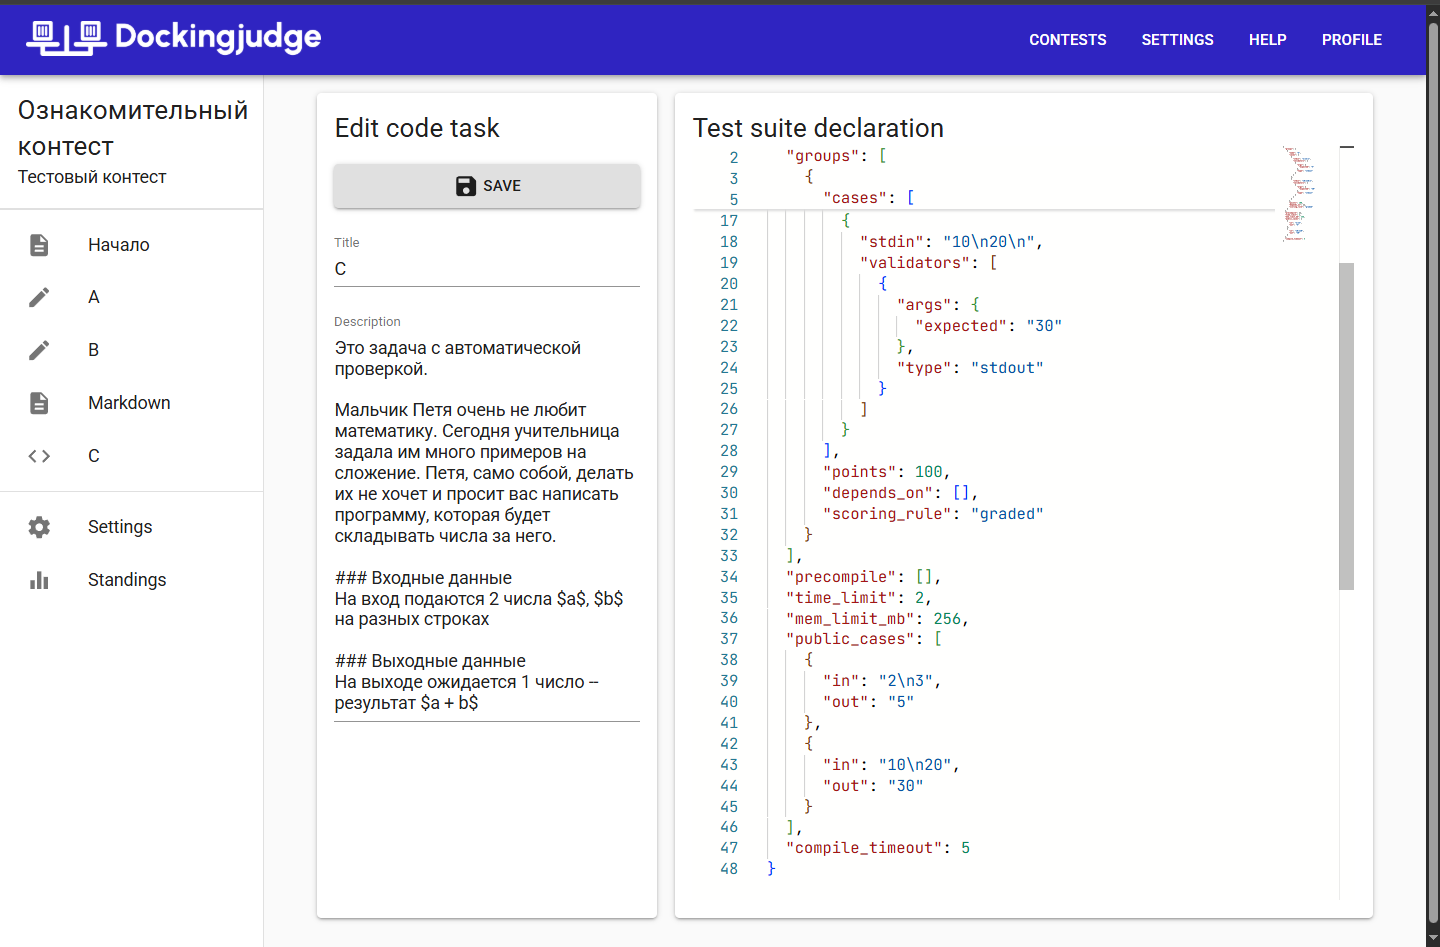 Dockingjudge
CONTESTS
SETTINGS
HELP
PROFILE
Ознакомительный
контест
Тестовый контест
Начало
A
B
Markdown
C
Settings
Standings
Edit code task
SAVE
Title
C
Description
Это задача с автоматической
проверкой.
Мальчик Петя очень не любит
математику. Сегодня учительница
задала им много примеров на
сложение. Петя, само собой, делать
их не хочет и просит вас написать
программу, которая будет
складывать числа за него.
### Входные данные
На вход подаются 2 числа $a$, $b$
на разных строках
### Выходные данные
На выходе ожидается 1 число --
результат $a + b$
Test suite declaration
2 "groups": [
3 {
5 "cases": [
17 {
18 "stdin": "10\n20\n",
19 "validators": [
20 {
21 "args": {
22 "expected": "30"
23 },
24 "type": "stdout"
25 }
26 ]
27 }
28 ],
29 "points": 100,
30 "depends_on": [],
31 "scoring_rule": "graded"
32 }
33 ],
34 "precompile": [],
35 "time_limit": 2,
36 "mem_limit_mb": 256,
37 "public_cases": [
38 {
39 "in": "2\n3",
40 "out": "5"
41 },
42 {
43 "in": "10\n20",
44 "out": "30"
45 }
46 ],
47 "compile_timeout": 5
48 }